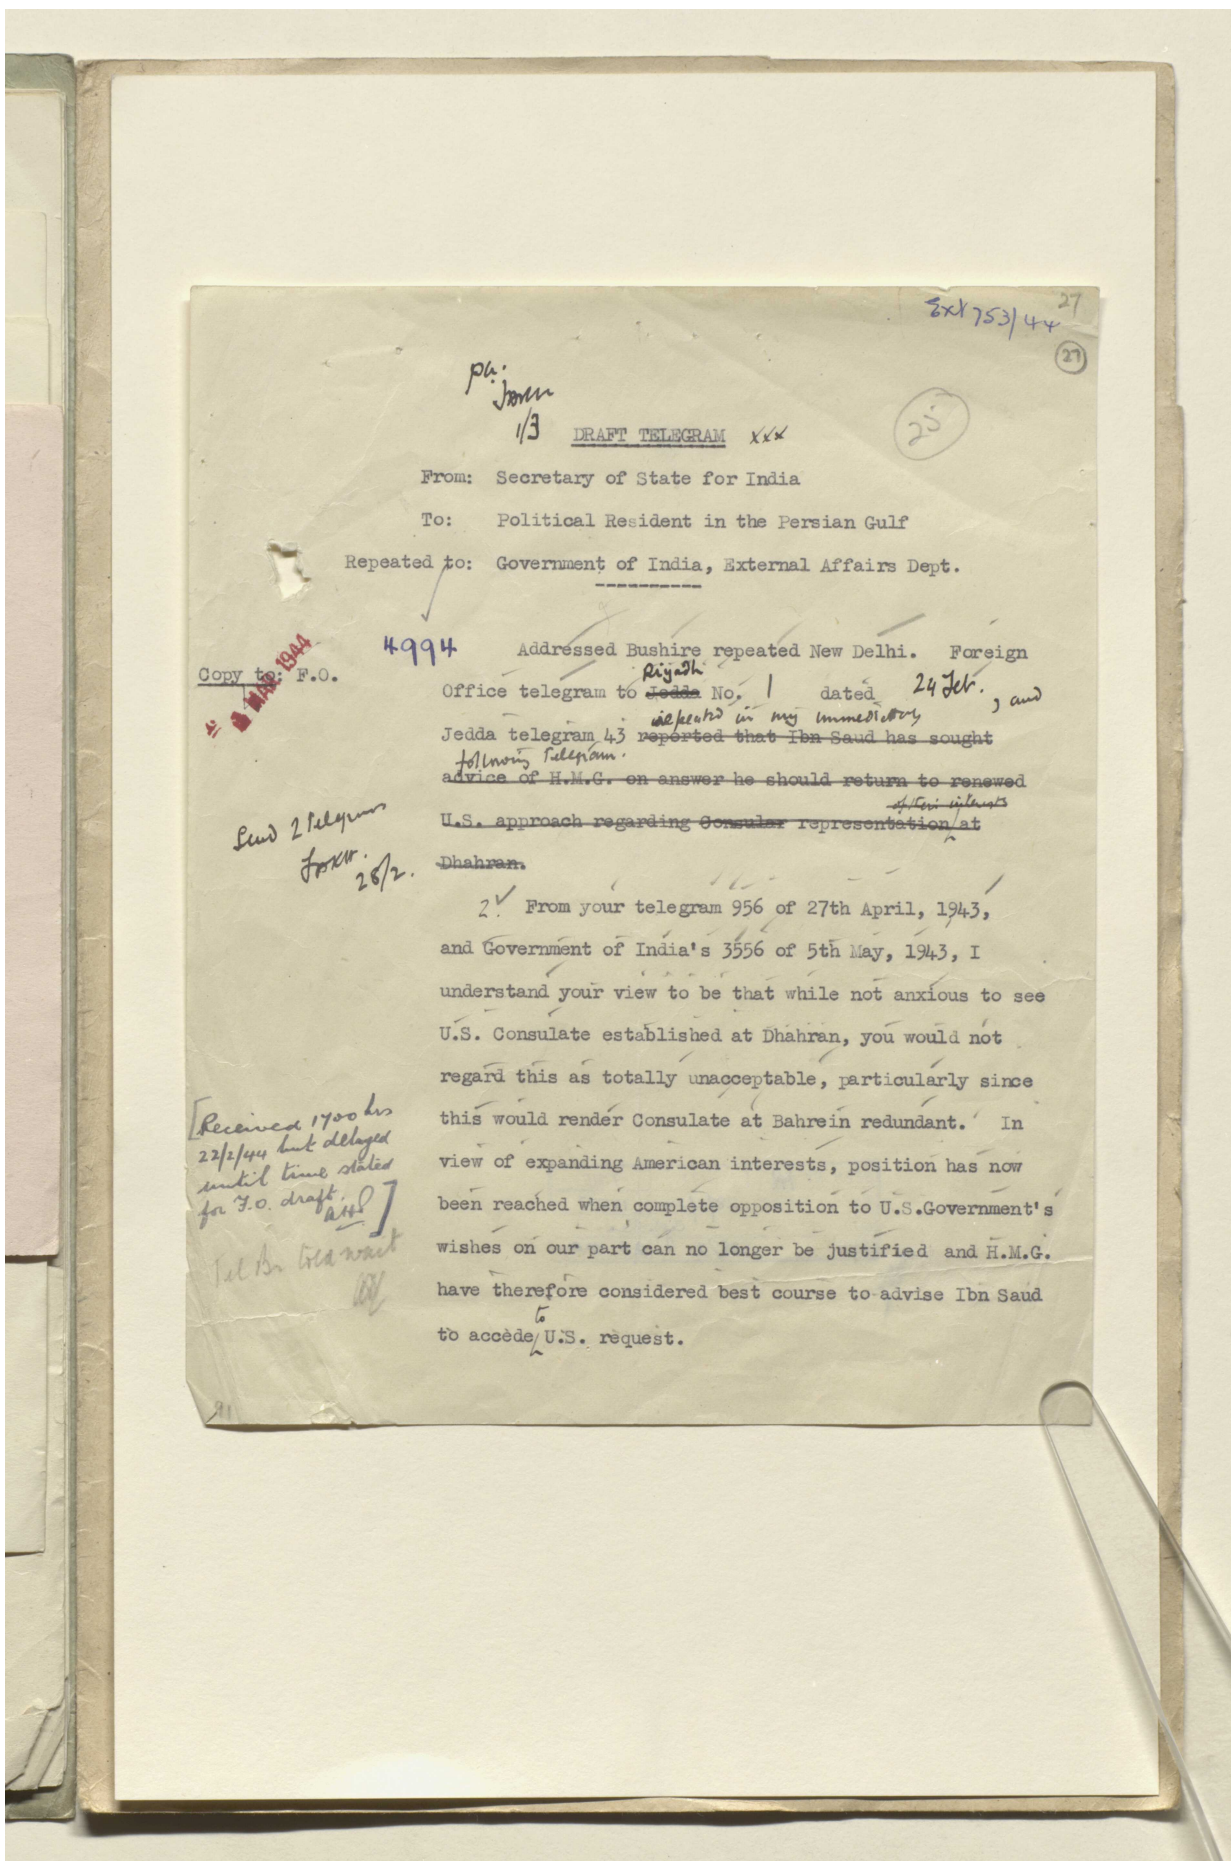 27
Ext 753/44
27
pa.
1/3
25
DRAFT TELEGRAM xxx
From: Secretary of State for India
To: Political Resident in the Persian Gulf
Repeated to: Government of India, External Affairs Dept.
4994
Addressed Bushire repeated New Delhi. Foreign
MAR 1944
Copy to: F.O.
Riyadh
Office telegram to Jedda No. 1 dated 24 Feb. , and
repeated in my immediately
Jedda telegram 43 reported that Ibn Saud has sought
following Telegram.
advice of H.M.G. on answer he should return to renewed
of their interests
U.S. approach regarding Consular representation at
Dhahran.
Send 2 Telegrams
28/2.
2. From your telegram 956 of 27th April, 1943,
and Government of India's 3556 of 5th May, 1943, I
understand your view to be that while not anxious to see
U.S. Consulate established at Dhahran, you would not
regard this as totally unacceptable, particularly since
this would render Consulate at Bahrein redundant. In
view of expanding American interests, position has now
been reached when complete opposition to U.S.Government's
wishes on our part can no longer be justified and H.M.G.
have therefore considered best course to advise Ibn Saud
to
to accede U.S. request.
[Received 1700 hrs
22/2/44 but delayed
until time stated
for F.O. draft.
]
Tel Br
91